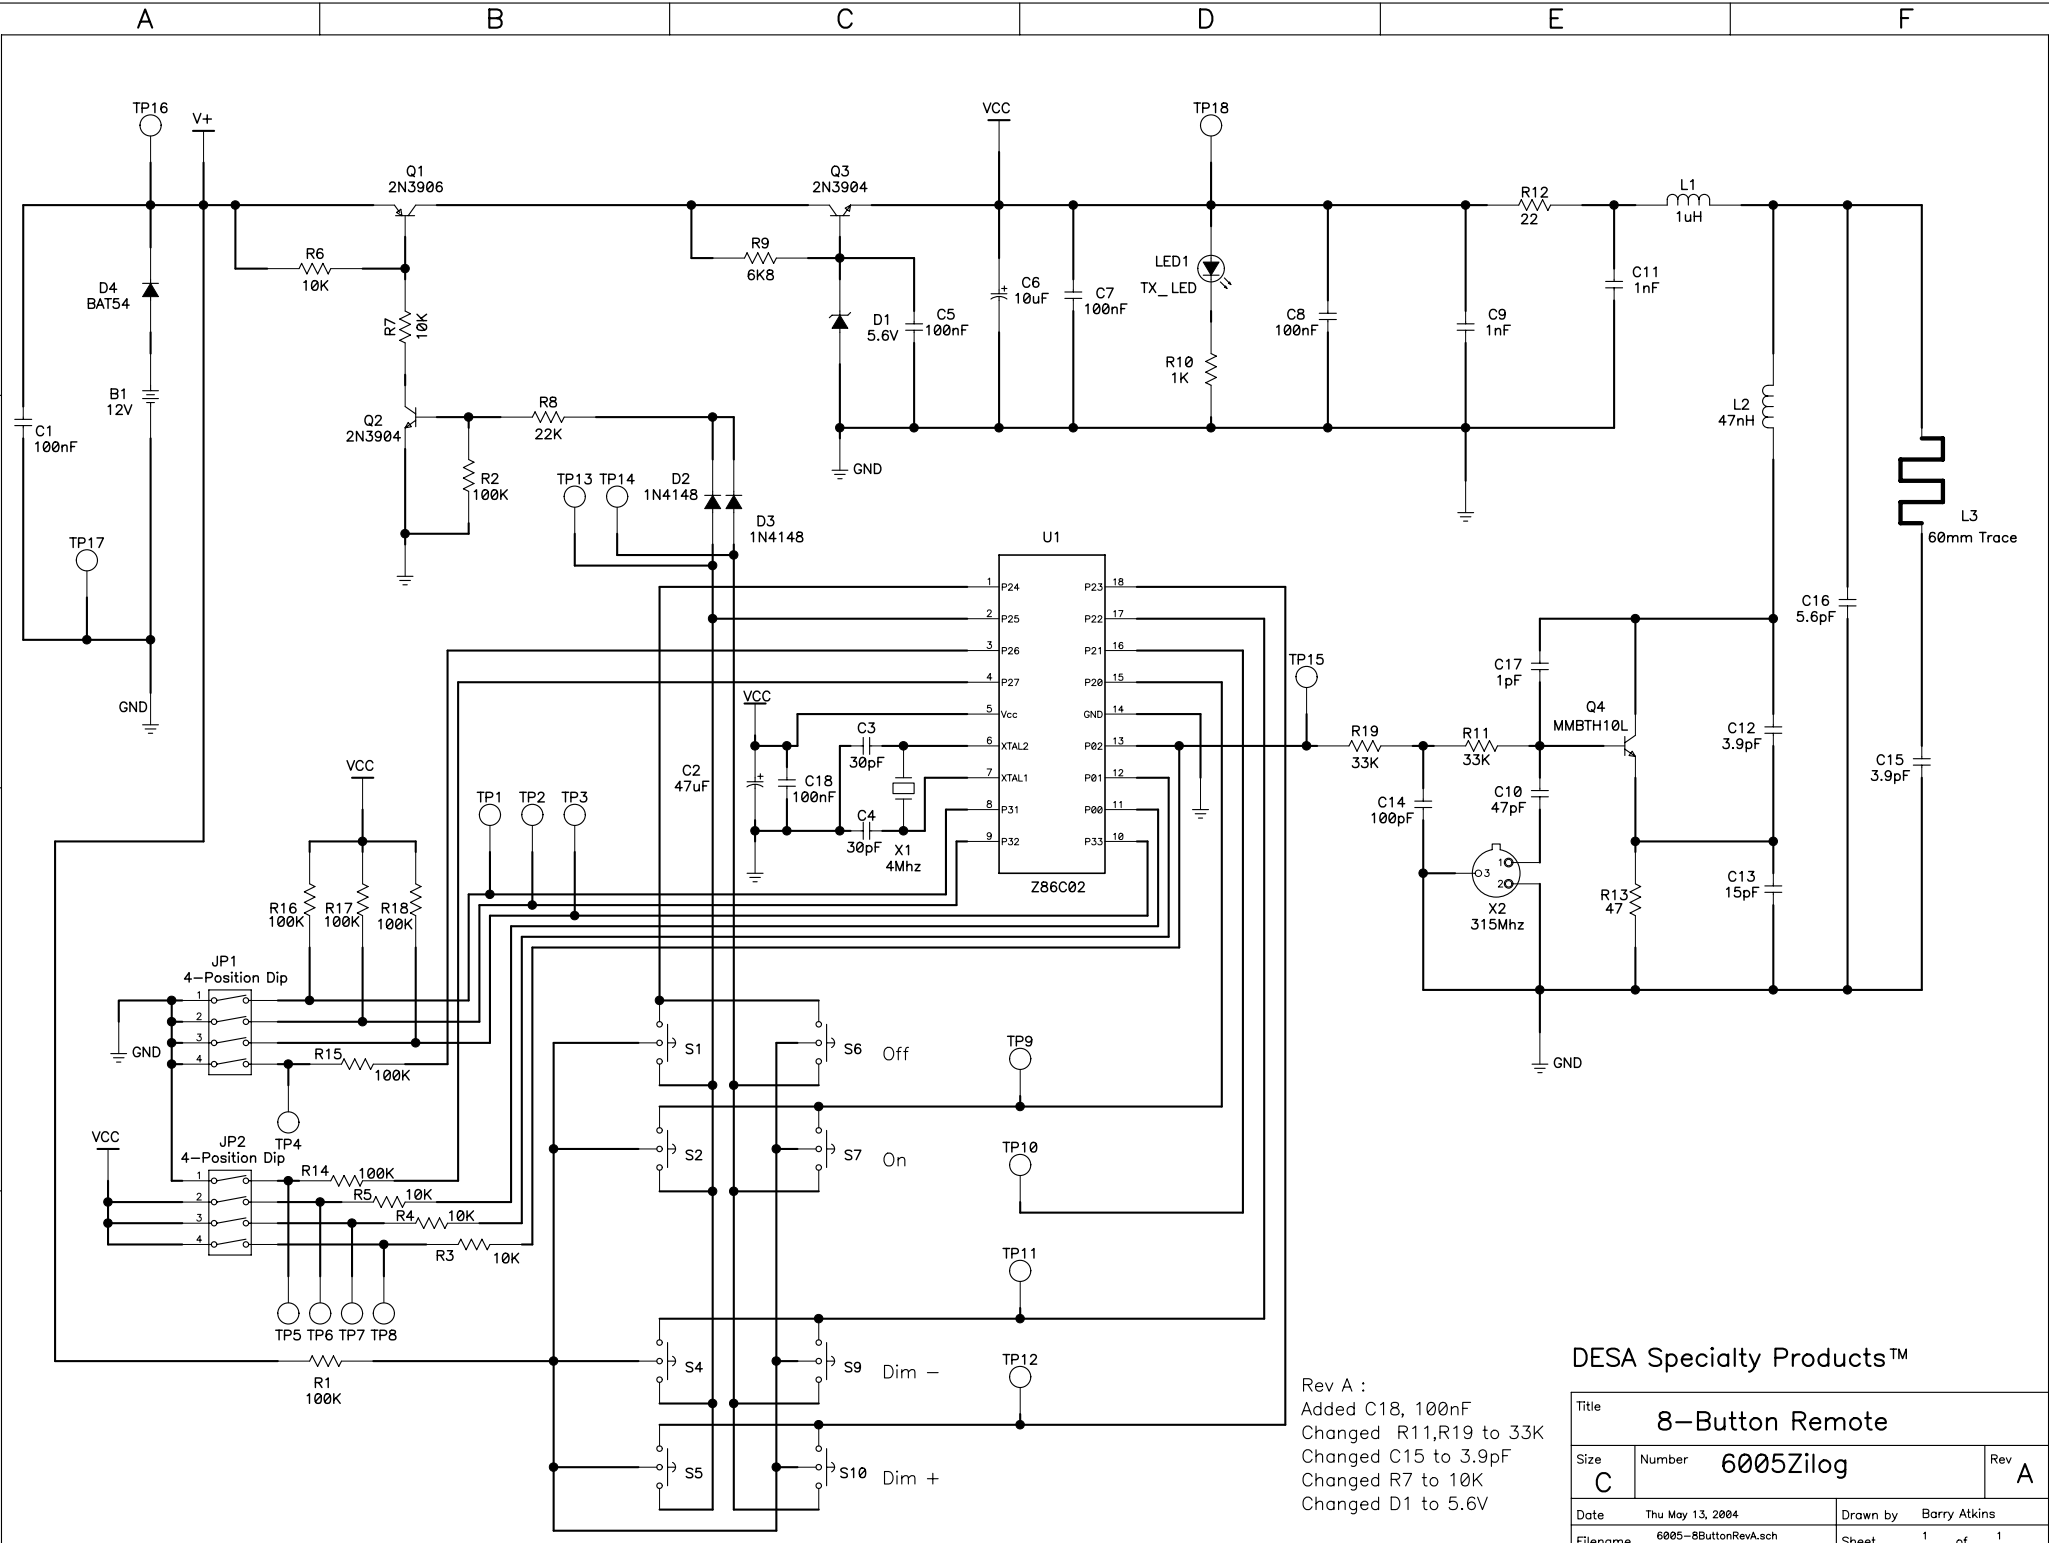 A B C D E F
TP16
V+
VCC
TP18
Q1
2N3906
Q3
2N3904
R12
22
L1
1uH
R6
10K
R9
6K8
D4
BAT54
R7
10K
D1
5.6V
C5
100nF
C6
10uF
C7
100nF
LED1
TX_LED
R10
1K
C8
100nF
C9
1nF
C11
1nF
B1
12V
C1
100nF
Q2
2N3904
R8
22K
R2
100K
GND
L2
47nH
TP13 TP14
D2
1N4148
D3
1N4148
L3
60mm Trace
TP17
GND
U1
1 P24
2 P25
3 P26
4 P27
5 Vcc
6 XTAL2
7 XTAL1
8 P31
9 P32
P23 18
P22 17
P21 16
P20 15
GND 14
P02 13
P01 12
P00 11
P33 10
Z86C02
C16
5.6pF
TP15
C17
1pF
Q4
MMBTH10L
R19
33K
R11
33K
C12
3.9pF
C15
3.9pF
VCC
C3
30pF
C2
47uF
C18
100nF
C4
30pF
X1
4Mhz
C14
100pF
C10
47pF
1
3
2
X2
315Mhz
R13
47
C13
15pF
GND
VCC
TP1 TP2 TP3
R16
100K
R17
100K
R18
100K
JP1
4-Position Dip
1
2
3
4
GND
R15
100K
TP4
VCC
JP2
4-Position Dip
1
2
3
4
R14 100K
R5 10K
R4 10K
R3 10K
TP5 TP6 TP7 TP8
R1
100K
S1
S6 Off
TP9
S2
S7 On
TP10
TP11
S4
S9 Dim -
TP12
S5
S10 Dim +
Rev A :
Added C18, 100nF
Changed R11,R19 to 33K
Changed C15 to 3.9pF
Changed R7 to 10K
Changed D1 to 5.6V
DESA Specialty Products™
Title
8-Button Remote
Size
C
Number 6005Zilog
Rev A
Date Thu May 13, 2004
Drawn by Barry Atkins
Filename 6005-8ButtonRevA.sch
Sheet 1 of 1